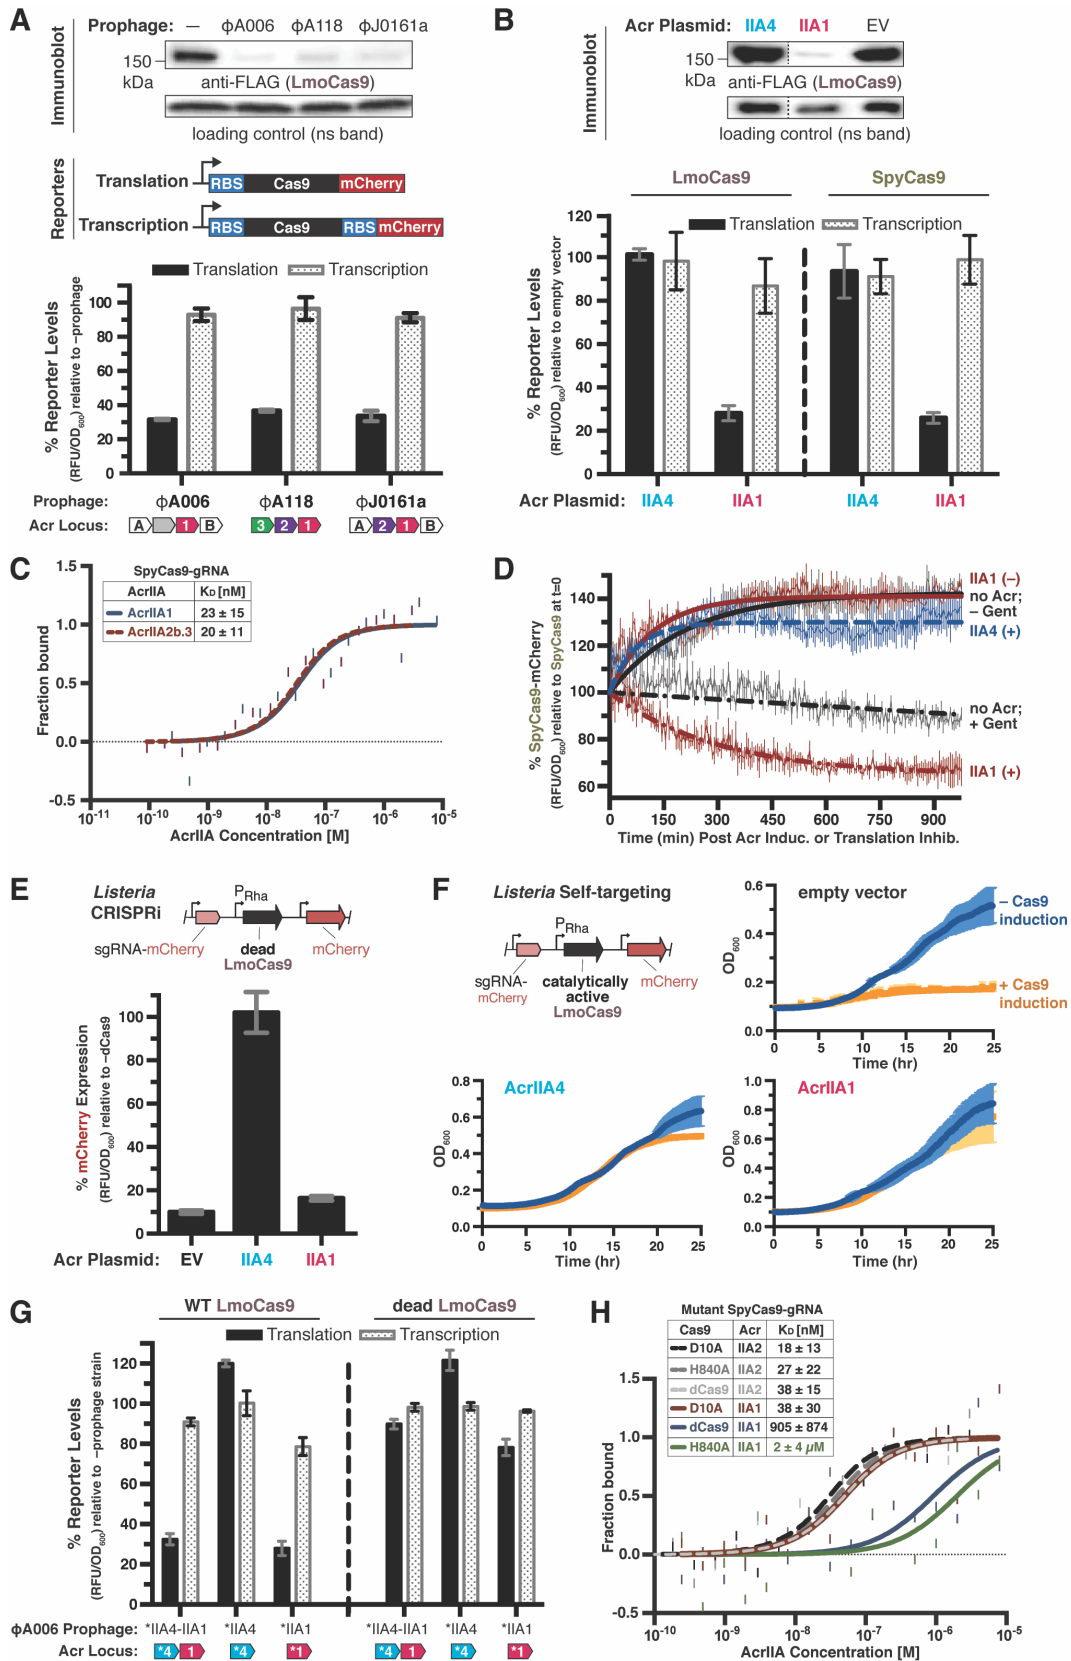 A
Prophage: — ϕA006 ϕA118 ϕJ0161a
Immunoblot
150
kDa
anti-FLAG (LmoCas9)
loading control (ns band)
Reporters
Translation RBS Cas9 mCherry
Transcription RBS Cas9 RBS mCherry
Translation Transcription
% Reporter Levels
(RFU/OD600) relative to –prophage
100
80
60
40
20
0
Prophage: ϕA006 ϕA118 ϕJ0161a
Acr Locus: A 1 B 3 2 1 A 2 1 B
B
Acr Plasmid: IIA4 IIA1 EV
Immunoblot
150
kDa
anti-FLAG (LmoCas9)
loading control (ns band)
LmoCas9 SpyCas9
Translation Transcription
% Reporter Levels
(RFU/OD600) relative to empty vector
120
100
80
60
40
20
0
Acr Plasmid: IIA4 IIA1 IIA4 IIA1
C
SpyCas9-gRNA
AcrIIA KD [nM]
AcrIIA1 23 ± 15
AcrIIA2b.3 20 ± 11
Fraction bound
1.5
1.0
0.5
0.0
-0.5
10-11 10-10 10-9 10-8 10-7 10-6 10-5
AcrIIA Concentration [M]
D
% SpyCas9-mCherry
(RFU/OD600) relative to SpyCas9 at t=0
140
120
100
80
60
IIA1 (–)
no Acr;
– Gent
IIA4 (+)
no Acr;
+ Gent
IIA1 (+)
0 150 300 450 600 750 900
Time (min) Post Acr Induc. or Translation Inhib.
E
Listeria
CRISPRi
PRha
sgRNA-mCherry
dead
LmoCas9
mCherry
% mCherry Expression
(RFU/OD600) relative to –dCas9
100
80
60
40
20
0
Acr Plasmid: EV IIA4 IIA1
F
Listeria Self-targeting
PRha
sgRNA-
mCherry
catalytically
active
LmoCas9
mCherry
empty vector
OD600
0.6
0.4
0.2
0.0
– Cas9
induction
+ Cas9
induction
0 5 10 15 20 25
Time (hr)
AcrIIA4
OD600
0.8
0.6
0.4
0.2
0.0
0 5 10 15 20 25
Time (hr)
AcrIIA1
OD600
1.0
0.8
0.6
0.4
0.2
0.0
0 5 10 15 20 25
Time (hr)
G
WT LmoCas9 dead LmoCas9
Translation Transcription
% Reporter Levels
(RFU/OD600) relative to –prophage strain
120
100
80
60
40
20
0
ϕA006 Prophage: *IIA4-IIA1 *IIA4 *IIA1 *IIA4-IIA1 *IIA4 *IIA1
Acr Locus: *4 1 *4 *1 *4 1 *4 *1
H
Mutant SpyCas9-gRNA
Cas9 Acr KD [nM]
D10A IIA2 18 ± 13
H840A IIA2 27 ± 22
dCas9 IIA2 38 ± 15
D10A IIA1 38 ± 30
dCas9 IIA1 905 ± 874
H840A IIA1 2 ± 4 µM
Fraction bound
1.5
1.0
0.5
0.0
-0.5
10-10 10-9 10-8 10-7 10-6 10-5
AcrIIA Concentration [M]